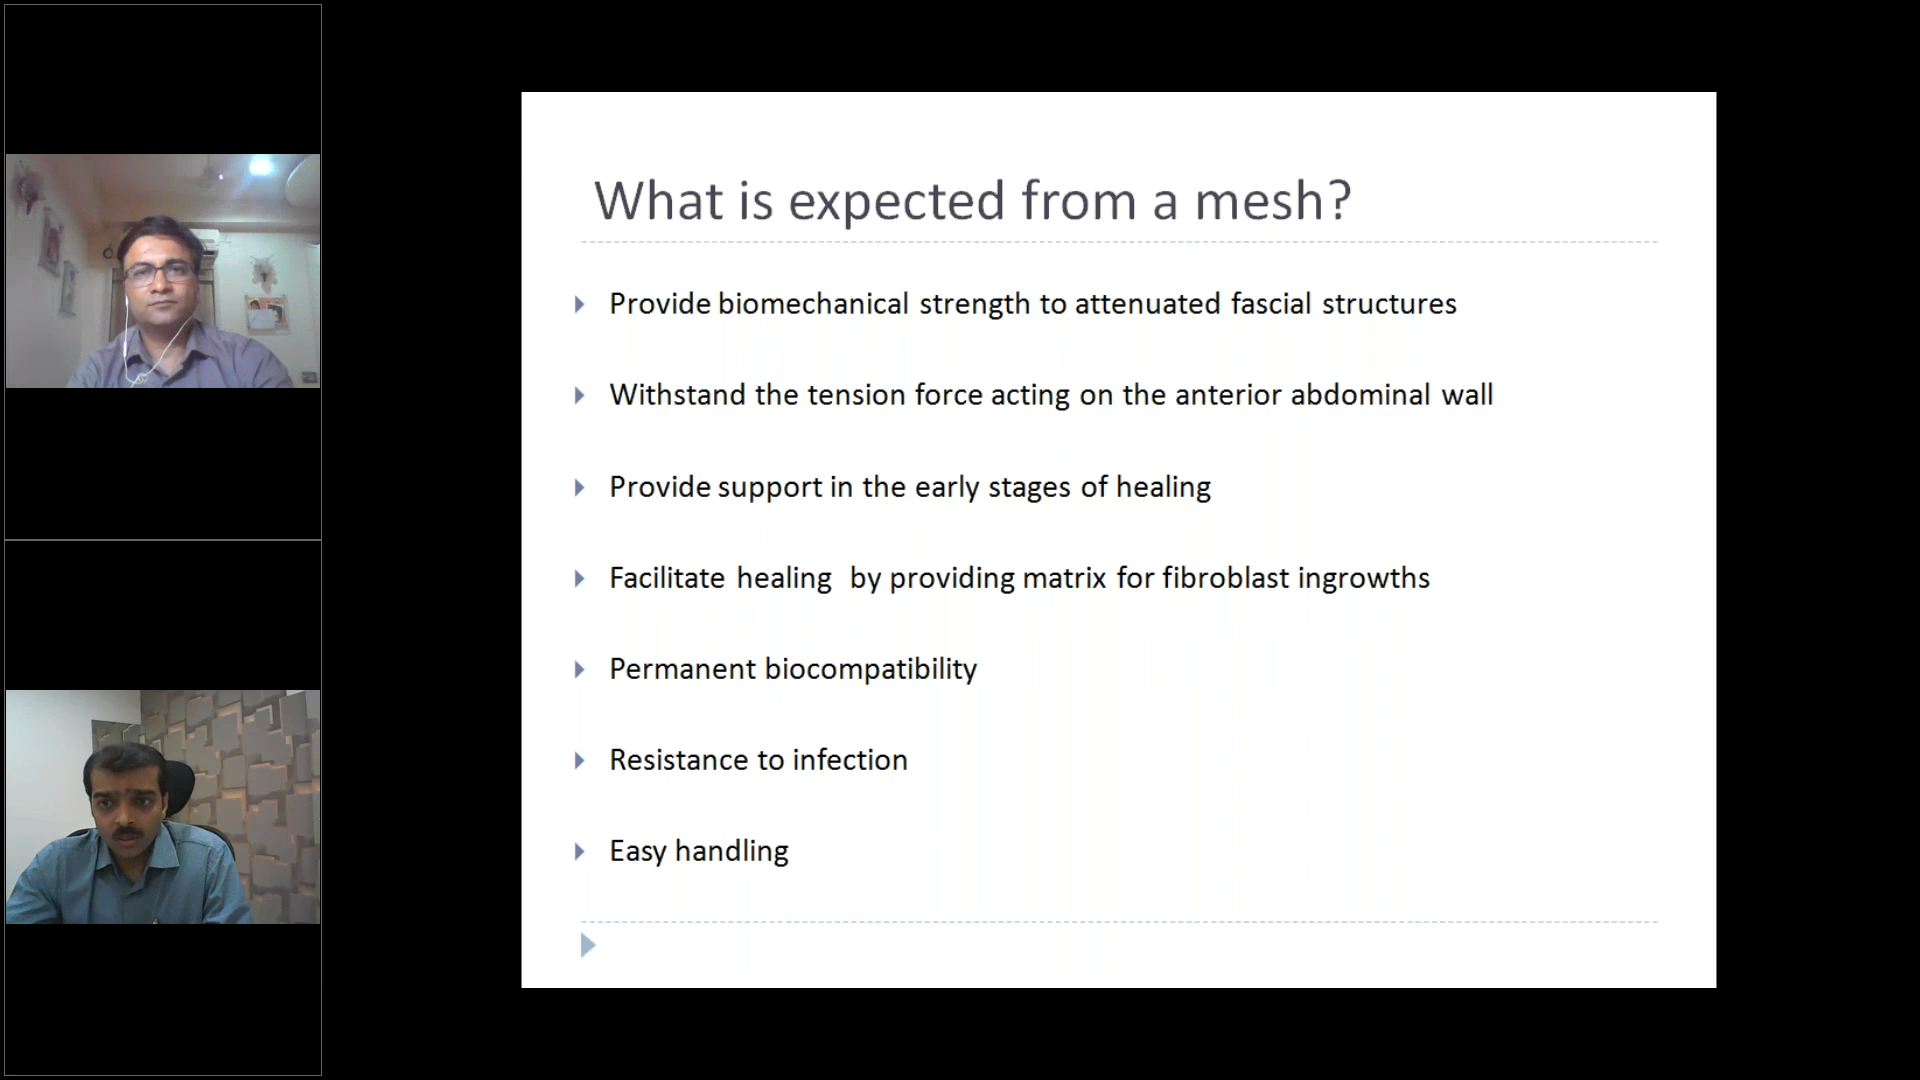 What is expected from a mesh?
Provide biomechanical strength to attenuated fascial structures
Withstand the tension force acting on the anterior abdominal wall
Provide support in the early stages of healing
Facilitate healing by providing matrix for fibroblast ingrowths
Permanent biocompatibility
Resistance to infection
Easy handling